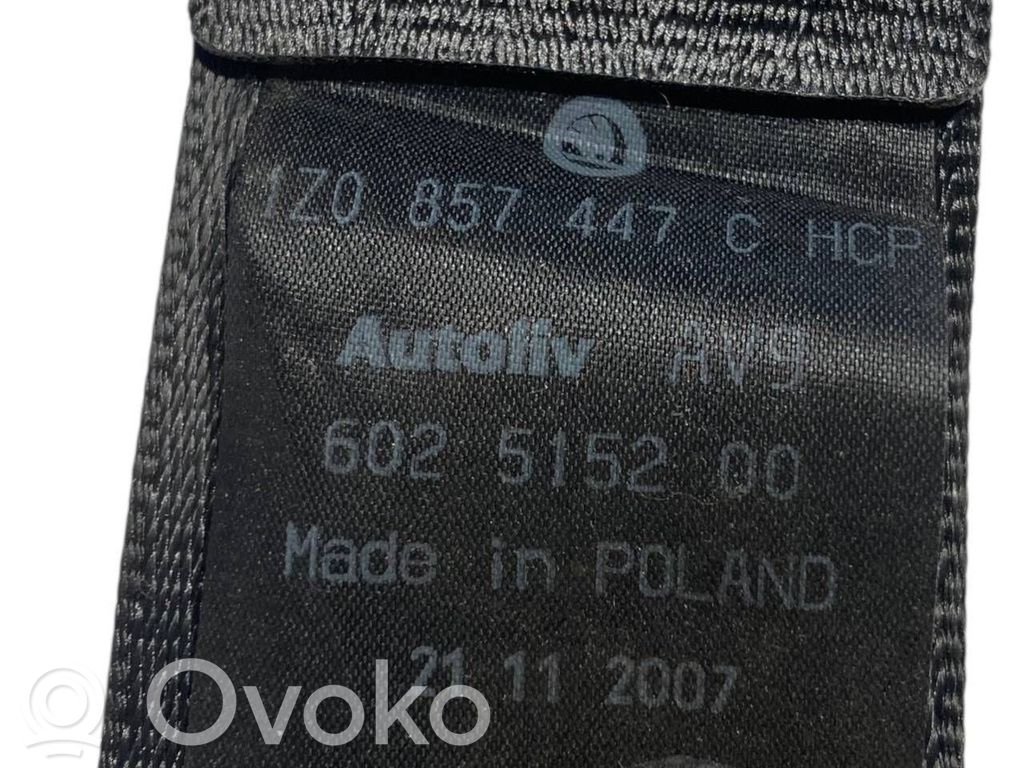 1Z0 857 447 C HCP
Autoliv AV9
602 5152 00
Made in POLAND
21 11 2007
Ovoko